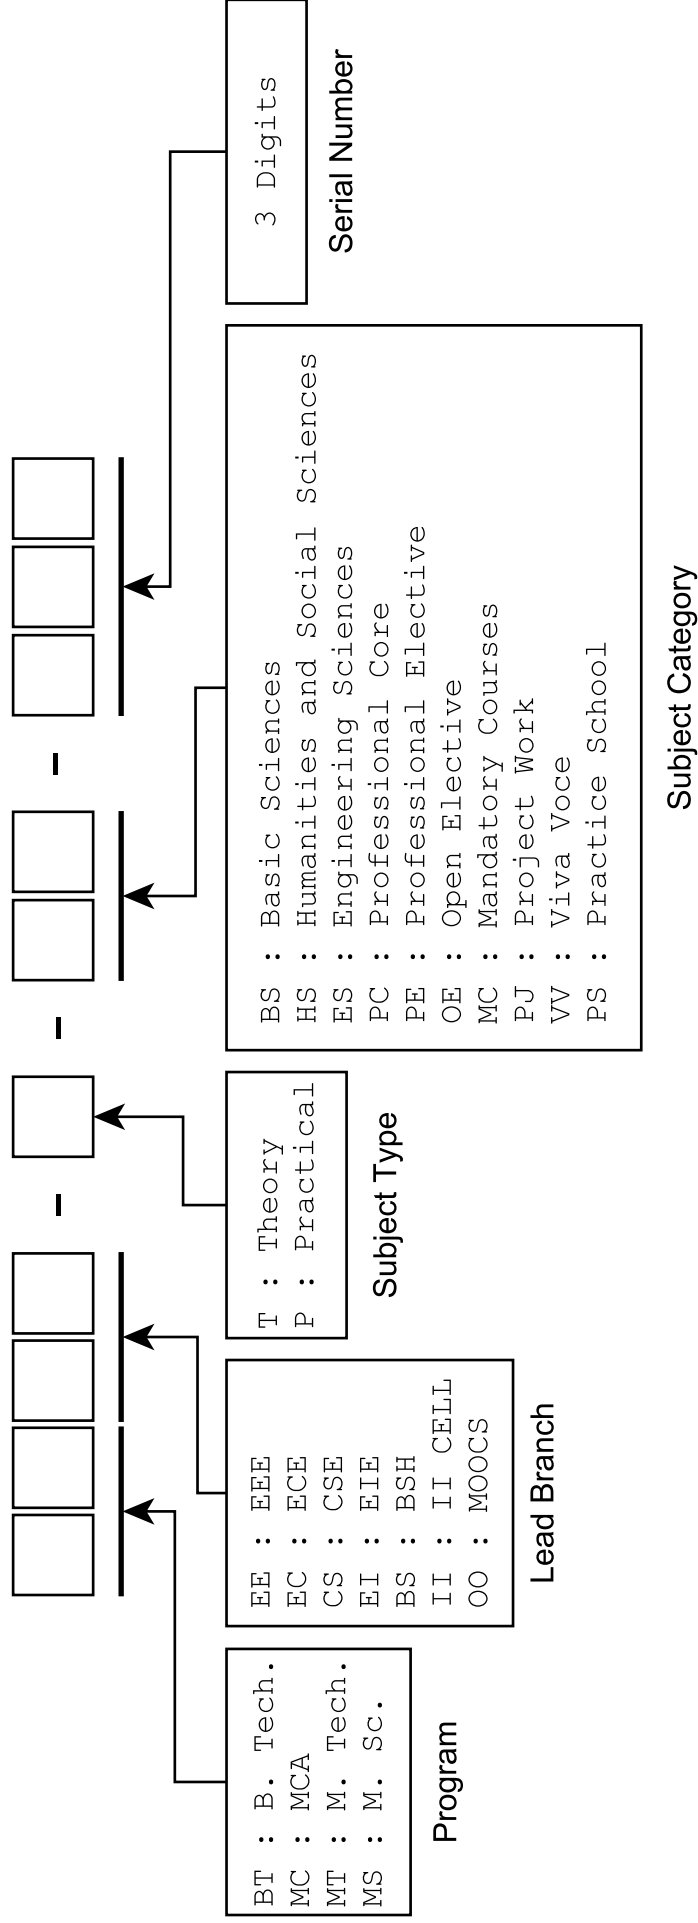 BT : B. Tech.
MC : MCA
MT : M. Tech.
MS : M. Sc.
Program
EE : EEE
EC : ECE
CS : CSE
EI : EIE
BS : BSH
II : II CELL
OO : MOOCS
Lead Branch
T : Theory
P : Practical
Subject Type
BS : Basic Sciences
HS : Humanities and Social Sciences
ES : Engineering Sciences
PC : Professional Core
PE : Professional Elective
OE : Open Elective
MC : Mandatory Courses
PJ : Project Work
VV : Viva Voce
PS : Practice School
Subject Category
3 Digits
Serial Number